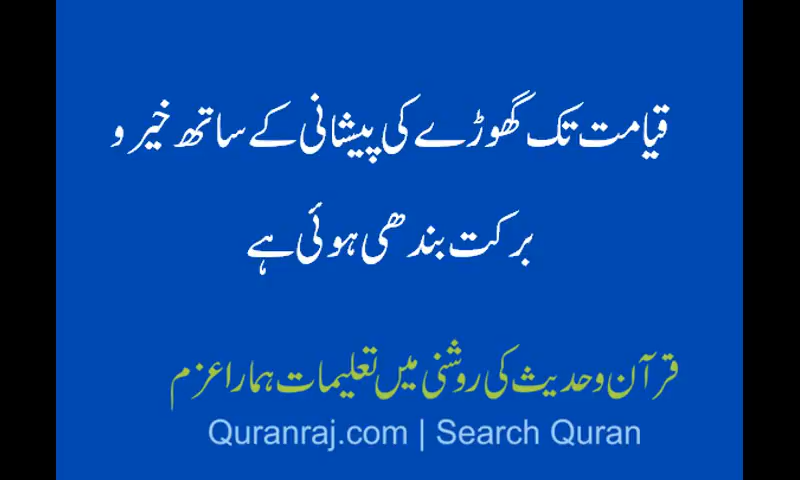 قیامت تک گھوڑے کی پیشانی کے ساتھ خیر و
برکت بندھی ہوئی ہے
قرآن و حدیث کی روشنی میں تعلیمات ہمارا عزم
Quranraj.com | Search Quran